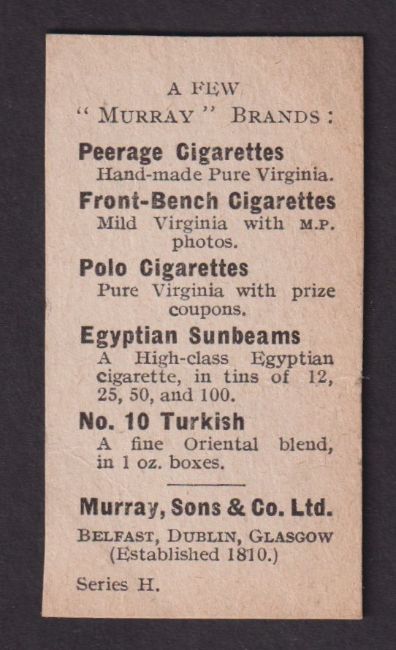 A FEW
“ MURRAY ” BRANDS :
Peerage Cigarettes
Hand-made Pure Virginia.
Front-Bench Cigarettes
Mild Virginia with M.P.
photos.
Polo Cigarettes
Pure Virginia with prize
coupons.
Egyptian Sunbeams
A High-class Egyptian
cigarette, in tins of 12,
25, 50, and 100.
No. 10 Turkish
A fine Oriental blend,
in 1 oz. boxes.
Murray, Sons & Co. Ltd.
BELFAST, DUBLIN, GLASGOW
(Established 1810.)
Series H.